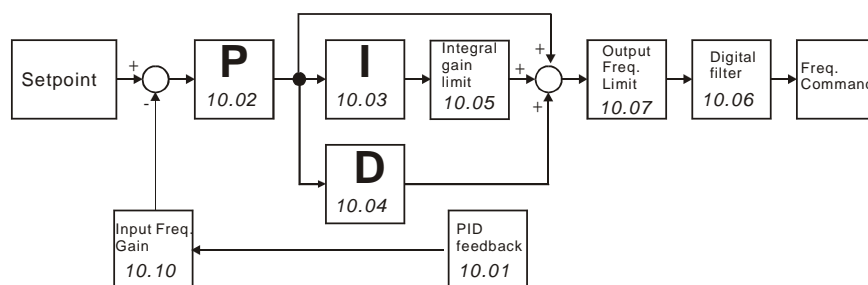 Setpoint
+
-
P
10.02
I
10.03
Integral
gain
limit
10.05
+
+
+
Output
Freq.
Limit
10.07
Digital
filter
10.06
Freq.
Command
D
10.04
Input Freq.
Gain
10.10
PID
feedback
10.01